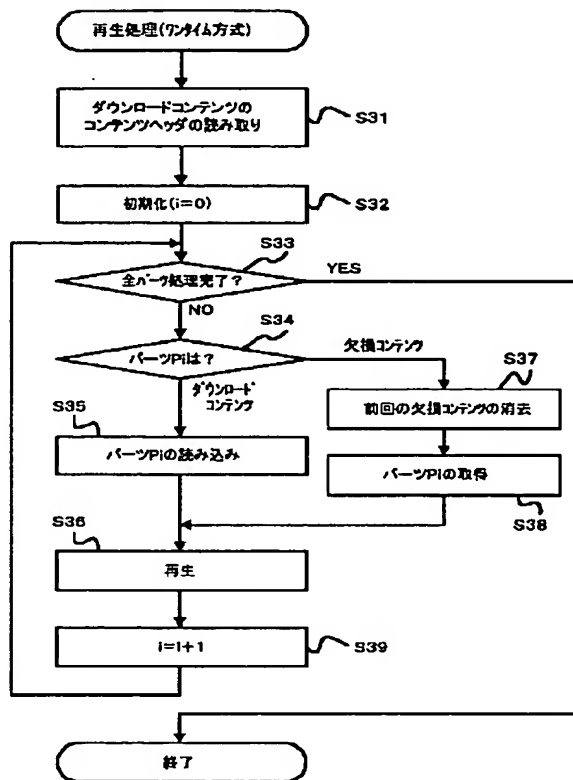 再生処理(ワンタイム方式)
ダウンロードコンテンツの
コンテンツヘッダの読み取り
S31
初期化(i=0)
S32
S33
全パーツ処理完了?
YES
NO
S34
パーツPiは?
欠損コンテンツ
ダウンロード
コンテンツ
S37
前回の欠損コンテンツの消去
S35
パーツPiの読み込み
パーツPiの取得
S38
S36
再生
i=i+1
S39
終了